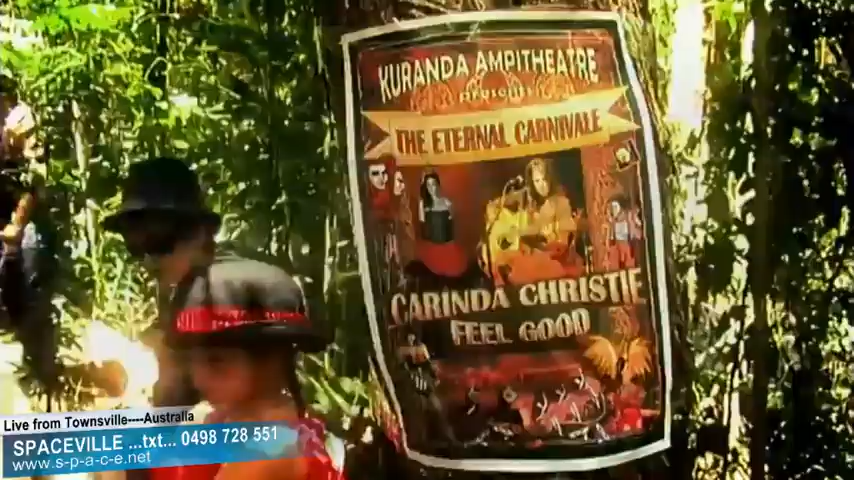 KURANDA AMPITHEATRE
PRESENTS
THE ETERNAL CARNIVALE
CARINDA CHRISTIE
FEEL GOOD
Live from Townsville----Australia
SPACEVILLE ...txt... 0498 728 551
www.s-p-a-c-e.net